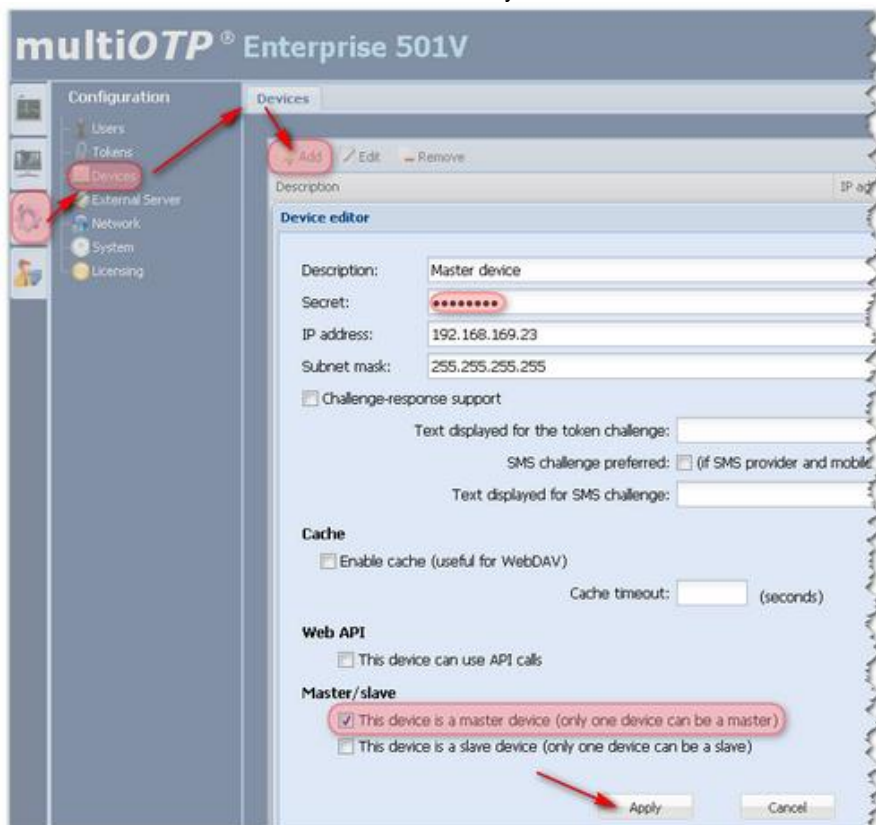 multiOTP® Enterprise 501V
Configuration
Users
Tokens
Devices
External Server
Network
System
Licensing
Devices
Add Edit Remove
Description IP ad
Device editor
Description: Master device
Secret: ••••••••
IP address: 192.168.169.23
Subnet mask: 255.255.255.255
Challenge-response support
Text displayed for the token challenge:
SMS challenge preferred: (if SMS provider and mobile
Text displayed for SMS challenge:
Cache
Enable cache (useful for WebDAV)
Cache timeout: (seconds)
Web API
This device can use API calls
Master/slave
This device is a master device (only one device can be a master)
This device is a slave device (only one device can be a slave)
Apply Cancel